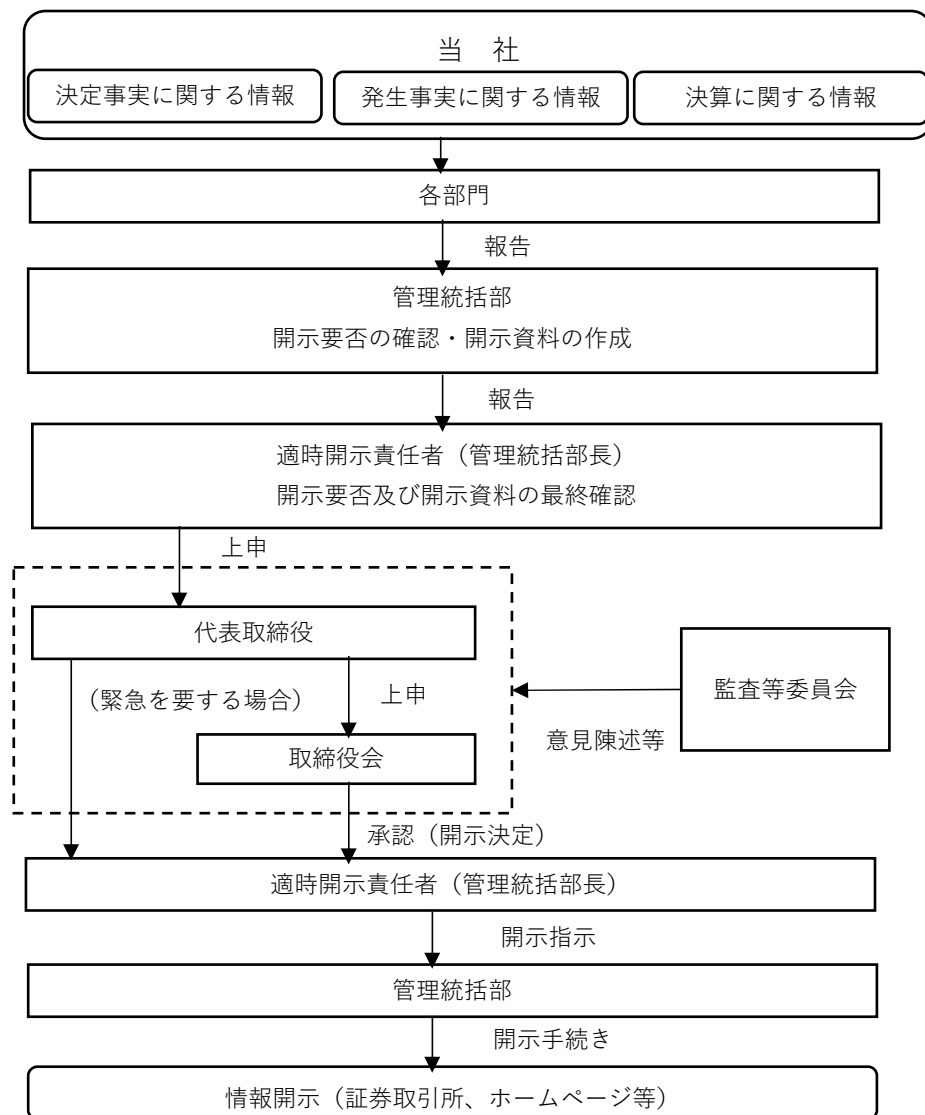 当　社
決定事実に関する情報
発生事実に関する情報
決算に関する情報
各部門
報告
管理統括部
開示要否の確認・開示資料の作成
報告
適時開示責任者（管理統括部長）
開示要否及び開示資料の最終確認
上申
代表取締役
（緊急を要する場合）
上申
監査等委員会
意見陳述等
取締役会
承認（開示決定）
適時開示責任者（管理統括部長）
開示指示
管理統括部
開示手続き
情報開示（証券取引所、ホームページ等）